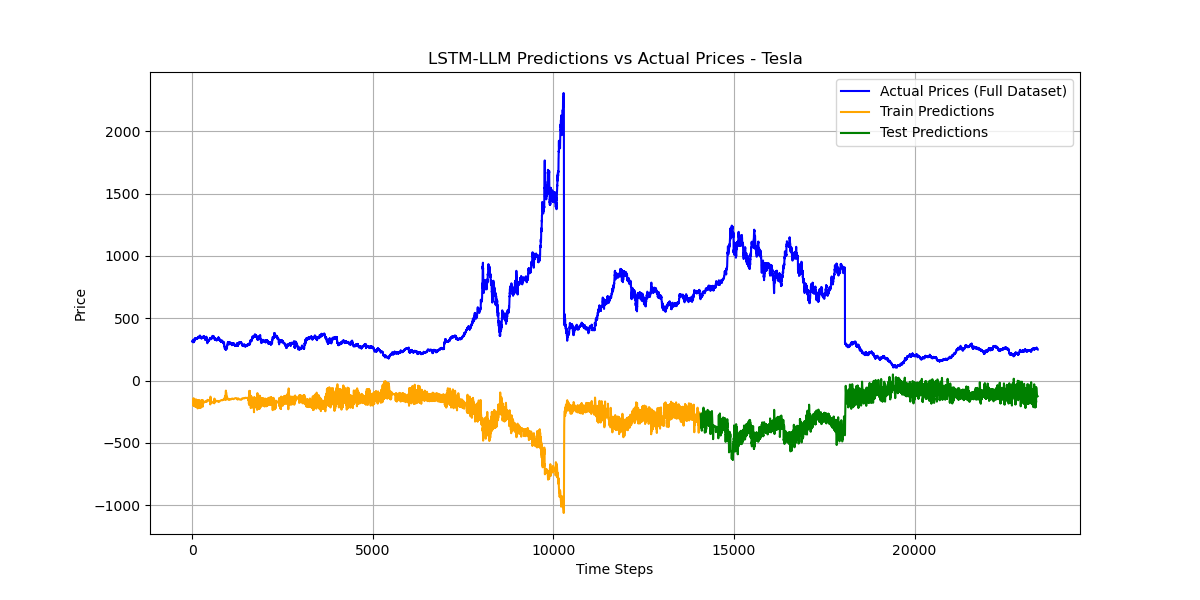 LSTM-LLM Predictions vs Actual Prices - Tesla
Actual Prices (Full Dataset)
Train Predictions
Test Predictions
Price
2000
1500
1000
500
0
−500
−1000
0
5000
10000
15000
20000
Time Steps